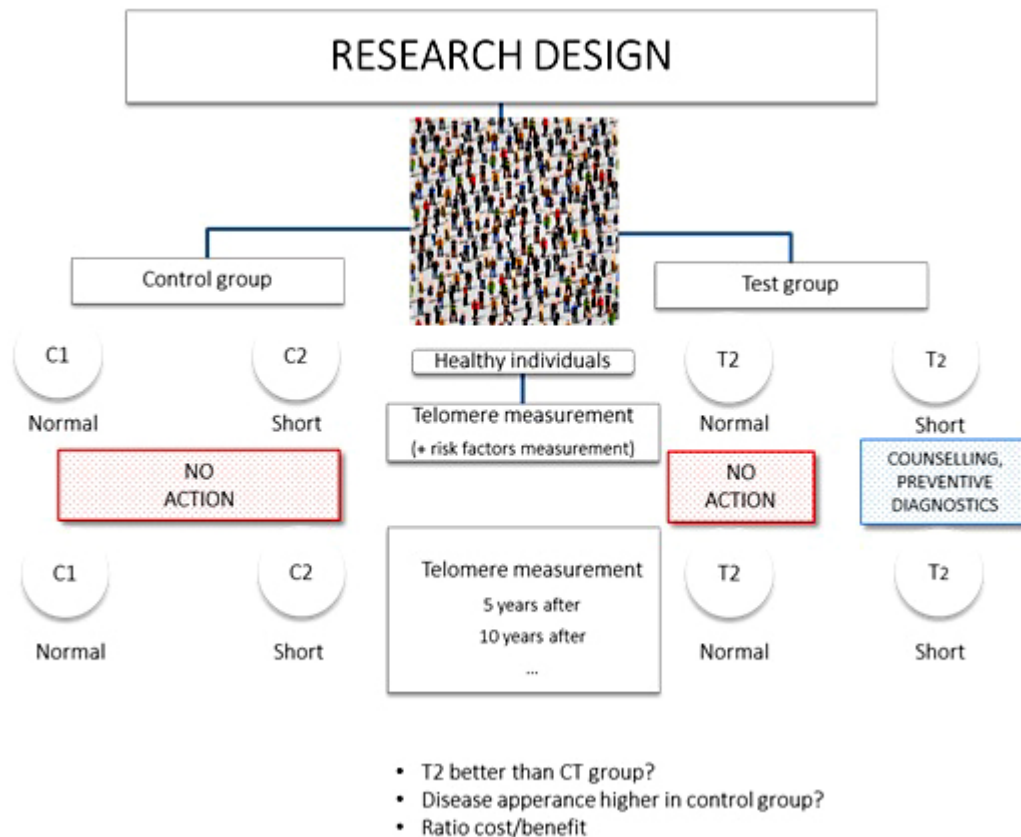 RESEARCH DESIGN
Control group
Test group
C1
C2
Healthy individuals
T2
T2
Normal
Short
Telomere measurement
(+ risk factors measurement)
Normal
Short
NO
ACTION
NO
ACTION
COUNSELLING,
PREVENTIVE
DIAGNOSTICS
C1
C2
Telomere measurement
5 years after
10 years after
...
T2
T2
Normal
Short
Normal
Short
• T2 better than CT group?
• Disease apperance higher in control group?
• Ratio cost/benefit